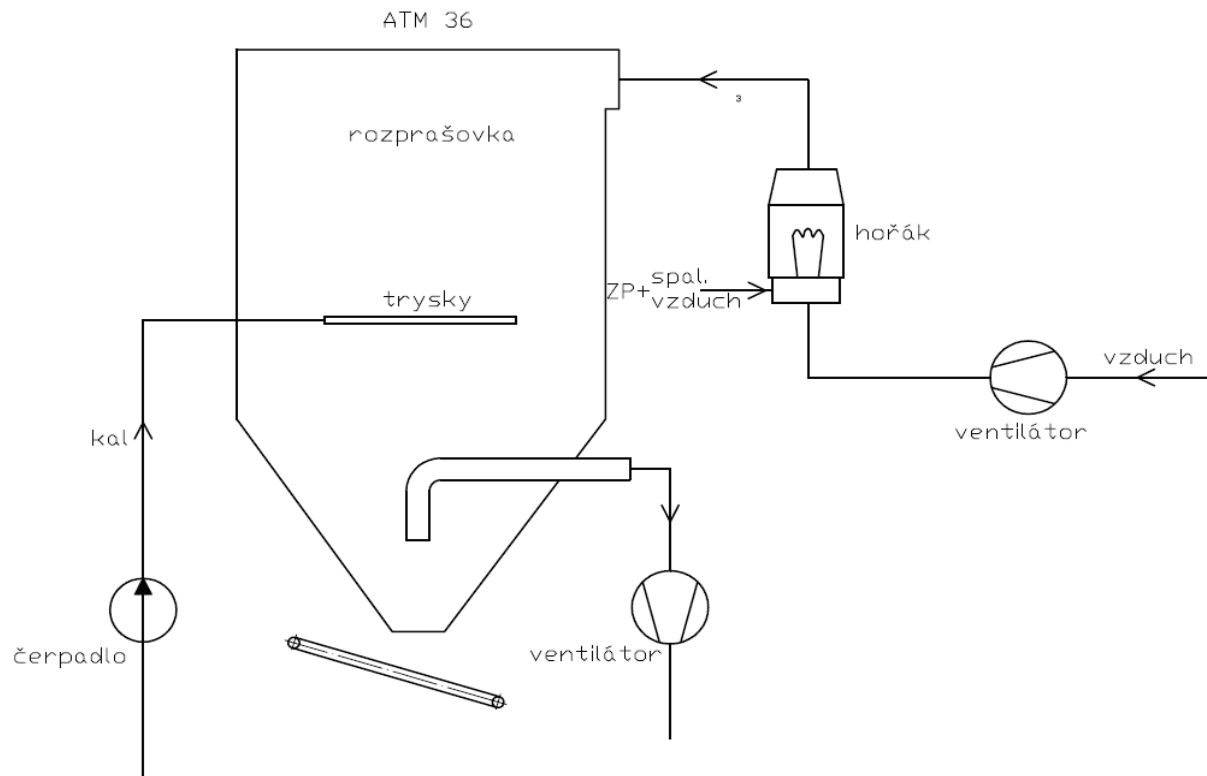 ATM 36
rozprašovka
з
hořák
ZP+
spal.
vzduch
trysky
vzduch
ventilátor
kal
čerpadlo
ventilátor